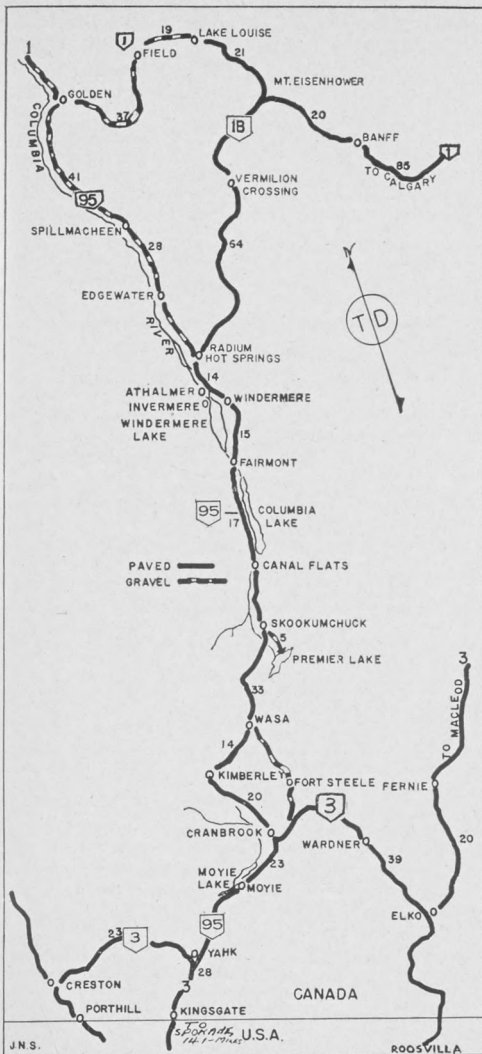 1
1
19
LAKE LOUISE
FIELD
21
MT. EISENHOWER
GOLDEN
37
1B
20
BANFF
85
TO CALGARY
1
COLUMBIA
RIVER
41
95
VERMILION
CROSSING
SPILLMACHEEN
28
64
N
T D
EDGEWATER
RADIUM
HOT SPRINGS
14
ATHALMER
INVERMERE
WINDERMERE
WINDERMERE
LAKE
15
FAIRMONT
95
17
COLUMBIA
LAKE
PAVED
GRAVEL
CANAL FLATS
SKOOKUMCHUCK
5
PREMIER LAKE
3
33
TO MACLEOD
WASA
14
KIMBERLEY
FORT STEELE
FERNIE
20
3
CRANBROOK
WARDNER
23
39
20
MOYIE
LAKE
MOYIE
ELKO
95
23
3
YAHK
28
CRESTON
3
CANADA
PORTHILL
KINGSGATE
TO
SPOKANE
141-MILES
U.S.A.
J.N.S.
ROOSVILLA